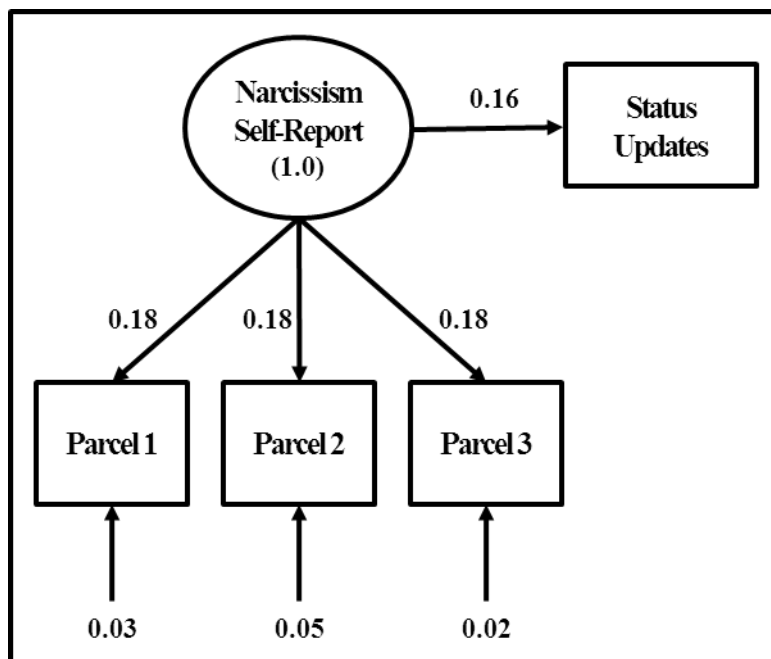 Narcissism
Self-Report
(1.0)
0.16
Status
Updates
0.18
0.18
0.18
Parcel 1
Parcel 2
Parcel 3
0.03
0.05
0.02